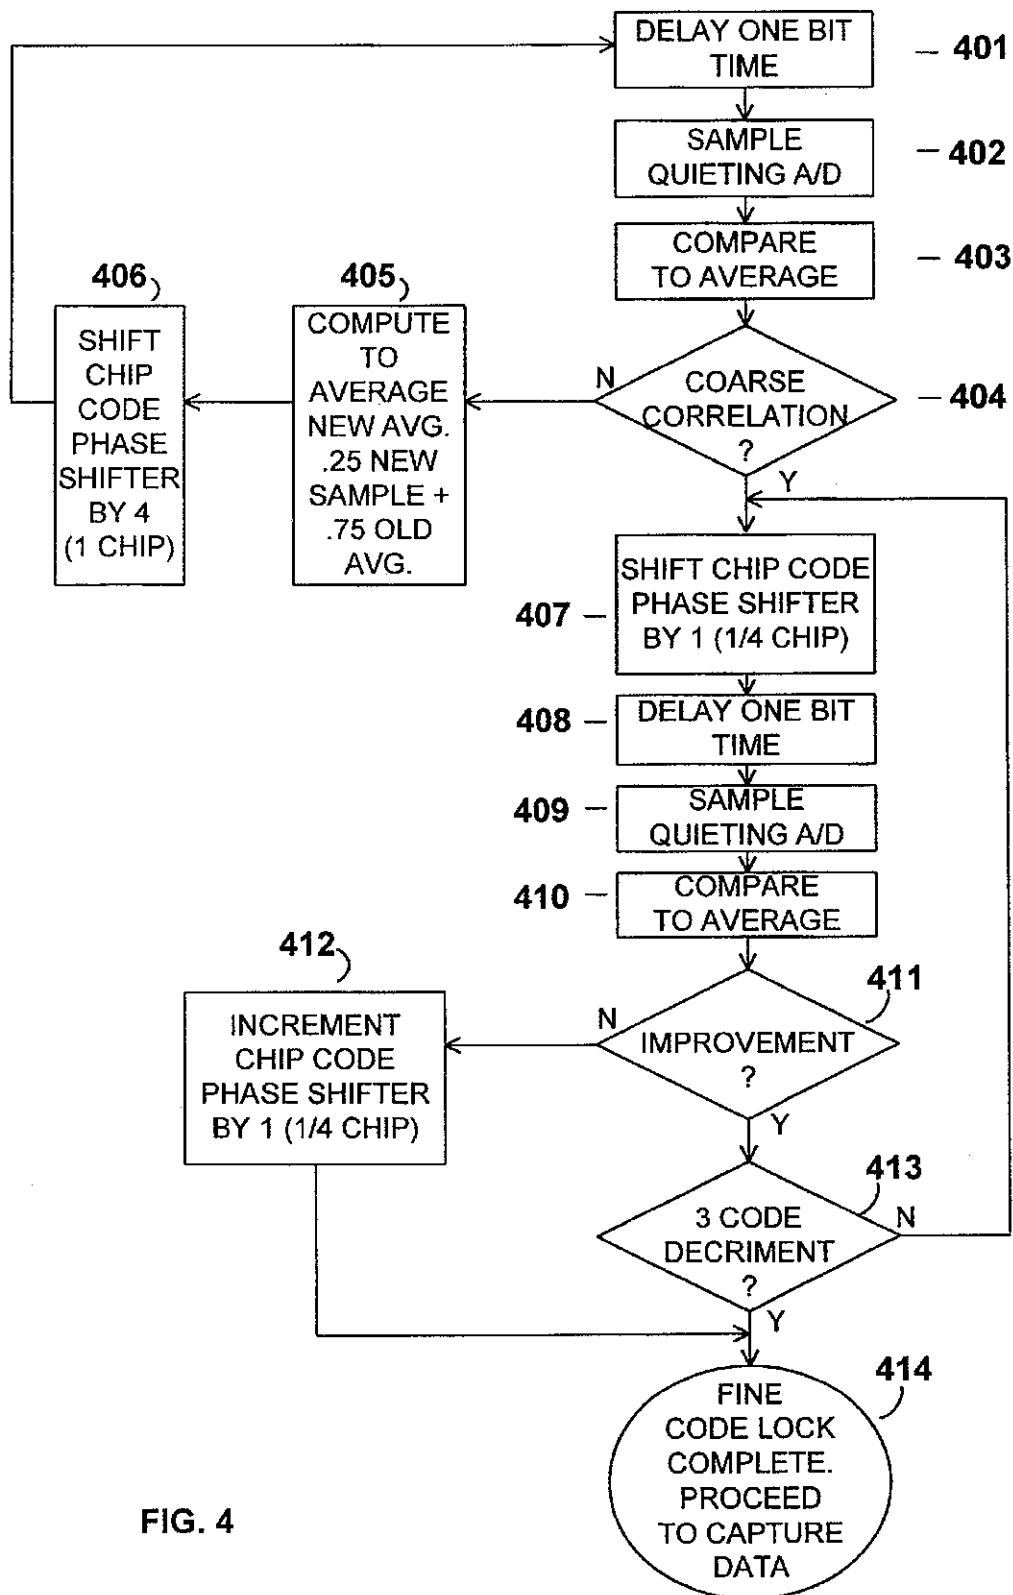 DELAY ONE BIT
TIME
401
SAMPLE
QUIETING A/D
402
COMPARE
TO AVERAGE
403
COARSE
CORRELATION
?
404
N
Y
405
COMPUTE
TO
AVERAGE
NEW AVG.
.25 NEW
SAMPLE +
.75 OLD
AVG.
406
SHIFT
CHIP
CODE
PHASE
SHIFTER
BY 4
(1 CHIP)
407
SHIFT CHIP CODE
PHASE SHIFTER
BY 1 (1/4 CHIP)
408
DELAY ONE BIT
TIME
409
SAMPLE
QUIETING A/D
410
COMPARE
TO AVERAGE
411
IMPROVEMENT
?
N
Y
412
INCREMENT
CHIP CODE
PHASE SHIFTER
BY 1 (1/4 CHIP)
413
3 CODE
DECRIMENT
?
N
Y
414
FINE
CODE LOCK
COMPLETE.
PROCEED
TO CAPTURE
DATA
FIG. 4